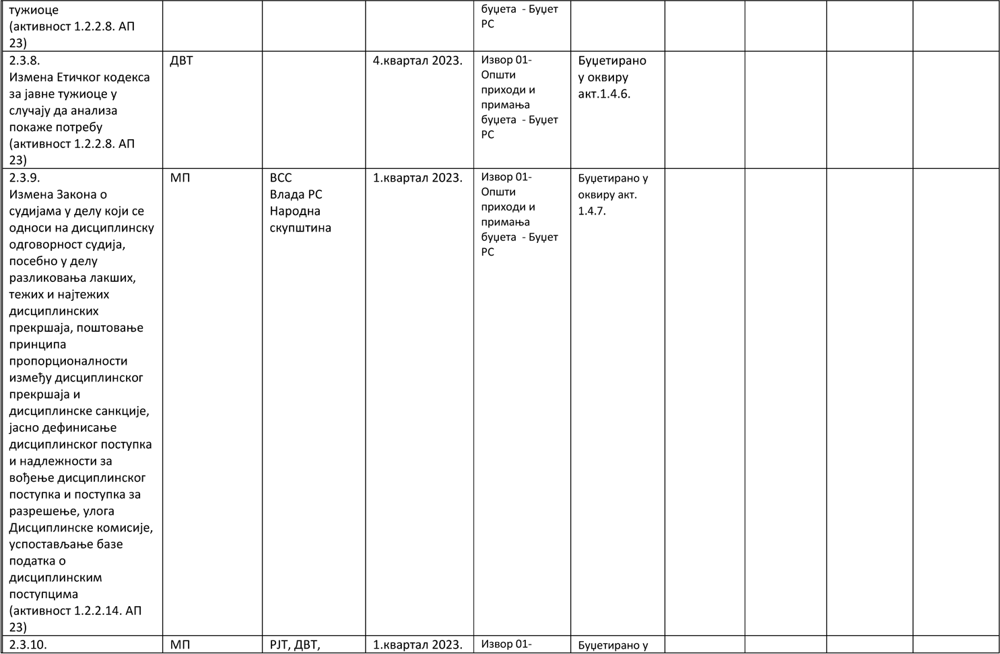 тужиоце
(активност 1.2.2.8. АП
23)
буџета  - Буџет
РС
2.3.8.
Измена Етичког кодекса
за јавне тужиоце у
случају да анализа
покаже потребу
(активност 1.2.2.8. АП
23)
ДВТ
4.квартал 2023.
Извор 01-
Општи
приходи и
примања
буџета  - Буџет
РС
Буџетирано
у оквиру
акт.1.4.6.
2.3.9.
Измена Закона о
судијама у делу који се
односи на дисциплинску
одговорност судија,
посебно у делу
разликовања лакших,
тежих и најтежих
дисциплинских
прекршаја, поштовање
принципа
пропорционалности
између дисциплинског
прекршаја и
дисциплинске санкције,
јасно дефинисање
дисциплинског поступка
и надлежности за
вођење дисциплинског
поступка и поступка за
разрешење, улога
Дисциплинске комисије,
успостављање базе
податка о
дисциплинским
поступцима
(активност 1.2.2.14. АП
23)
МП
ВСС
Влада РС
Народна
скупштина
1.квартал 2023.
Извор 01-
Општи
приходи и
примања
буџета  - Буџет
РС
Буџетирано у
оквиру акт.
1.4.7.
2.3.10.
МП
РЈТ, ДВТ,
1.квартал 2023.
Извор 01-
Буџетирано у